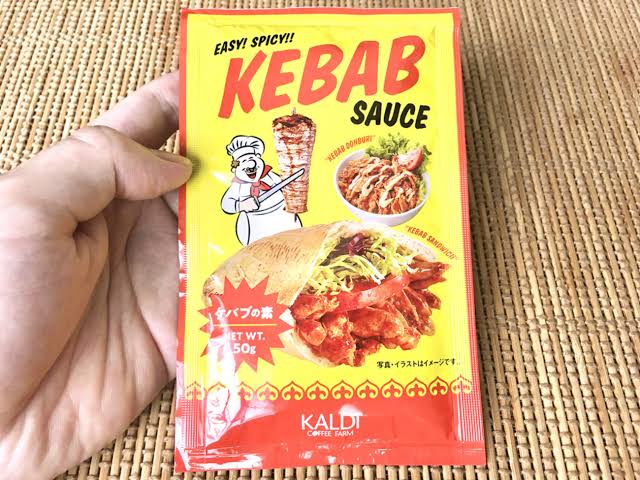 EASY! SPICY!!
KEBAB
SAUCE
"KEBAB DONBURI"
"KEBAB SANDWICH"
ケバブの素
NET WT.
50g
写真・イラストはイメージです。
KALDI
COFFEE FARM